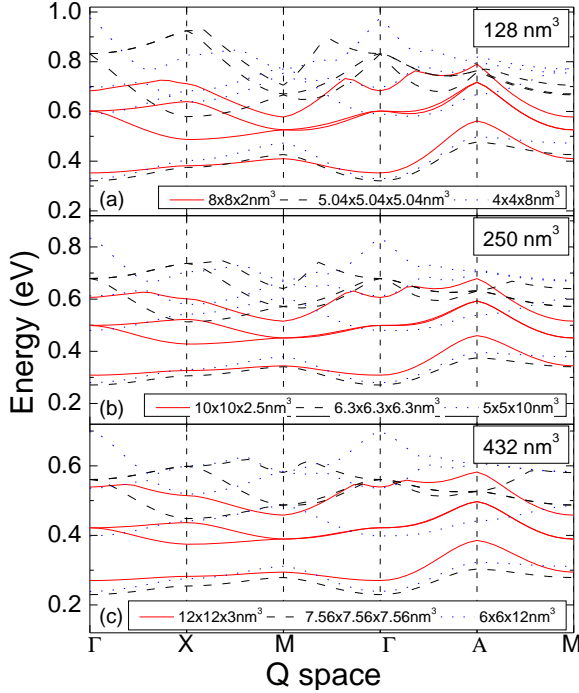 1.0
128 nm³
0.8
0.6
0.4
(a)
8x8x2nm³ 5.04x5.04x5.04nm³ 4x4x8nm³
0.2
250 nm³
0.8
0.6
Energy (eV)
0.4
(b)
10x10x2.5nm³ 6.3x6.3x6.3nm³ 5x5x10nm³
0.2
432 nm³
0.6
0.4
0.2
(c)
12x12x3nm³ 7.56x7.56x7.56nm³ 6x6x12nm³
Γ X M Γ A M
Q space